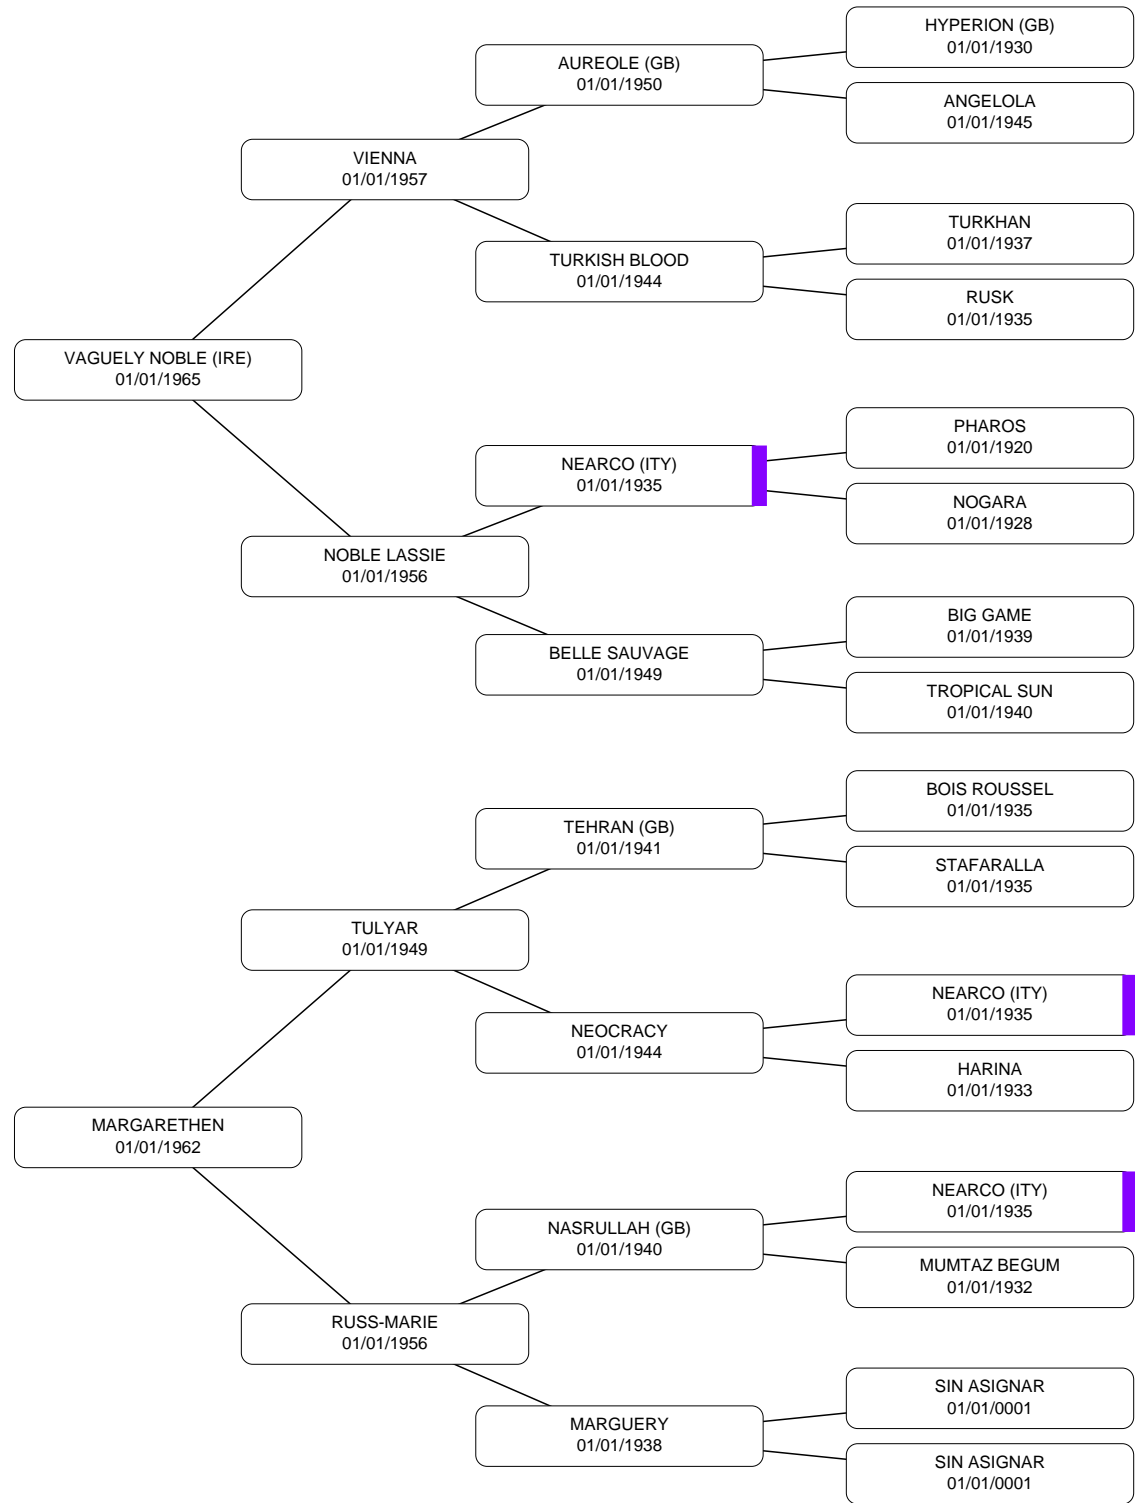 HYPERION (GB)
01/01/1930
AUREOLE (GB)
01/01/1950
ANGELOLA
01/01/1945
VIENNA
01/01/1957
TURKHAN
01/01/1937
TURKISH BLOOD
01/01/1944
RUSK
01/01/1935
VAGUELY NOBLE (IRE)
01/01/1965
PHAROS
01/01/1920
NEARCO (ITY)
01/01/1935
NOGARA
01/01/1928
NOBLE LASSIE
01/01/1956
BIG GAME
01/01/1939
BELLE SAUVAGE
01/01/1949
TROPICAL SUN
01/01/1940
BOIS ROUSSEL
01/01/1935
TEHRAN (GB)
01/01/1941
STAFARALLA
01/01/1935
TULYAR
01/01/1949
NEARCO (ITY)
01/01/1935
NEOCRACY
01/01/1944
HARINA
01/01/1933
MARGARETHEN
01/01/1962
NEARCO (ITY)
01/01/1935
NASRULLAH (GB)
01/01/1940
MUMTAZ BEGUM
01/01/1932
RUSS-MARIE
01/01/1956
SIN ASIGNAR
01/01/0001
MARGUERY
01/01/1938
SIN ASIGNAR
01/01/0001